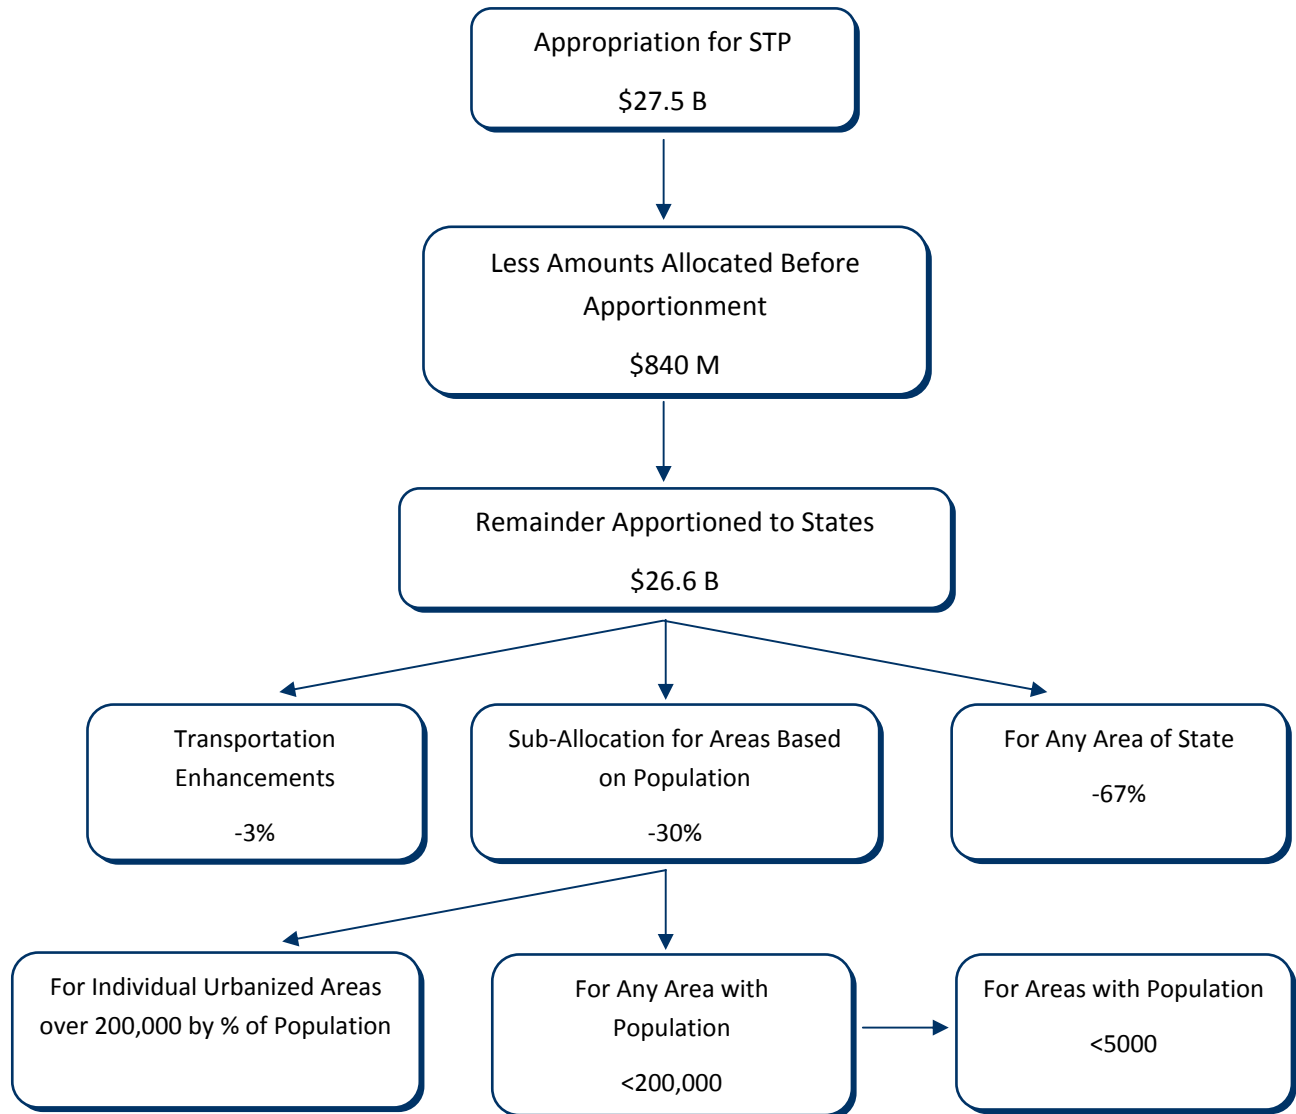 Appropriation for STP
$27.5 B
Less Amounts Allocated Before
Apportionment
$840 M
Remainder Apportioned to States
$26.6 B
Transportation
Enhancements
-3%
Sub-Allocation for Areas Based
on Population
-30%
For Any Area of State
-67%
For Individual Urbanized Areas
over 200,000 by % of Population
For Any Area with
Population
<200,000
For Areas with Population
<5000